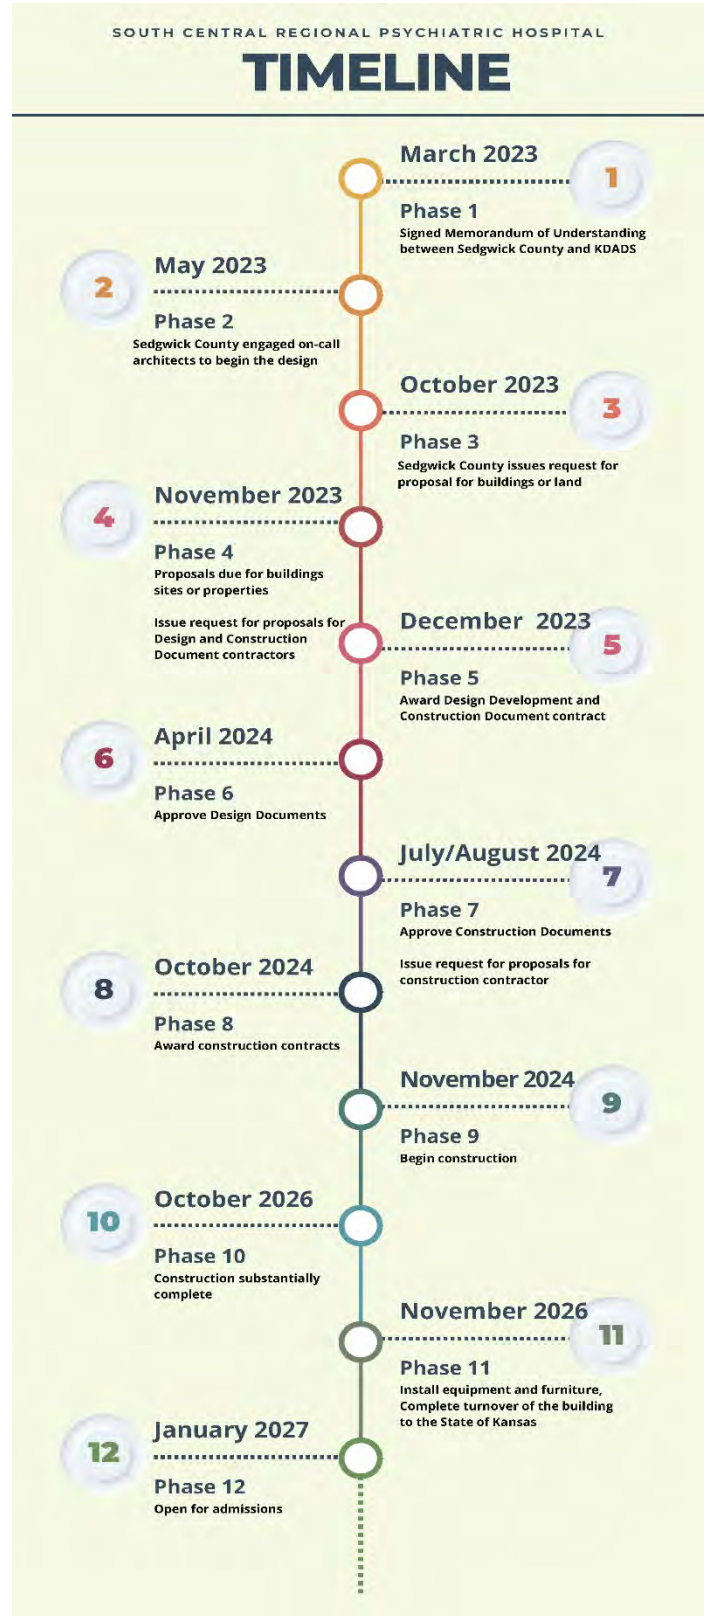 SOUTH CENTRAL REGIONAL PSYCHIATRIC HOSPITAL
TIMELINE
March 2023
1
Phase 1
Signed Memorandum of Understanding
between Sedgwick County and KDADS
May 2023
2
Phase 2
Sedgwick County engaged on-call
architects to begin the design
October 2023
3
Phase 3
Sedgwick County issues request for
proposal for buildings or land
November 2023
4
Phase 4
Proposals due for buildings
sites or properties
Issue request for proposals for
Design and Construction
Document contractors
December 2023
5
Phase 5
Award Design Development and
Construction Document contract
April 2024
6
Phase 6
Approve Design Documents
July/August 2024
7
Phase 7
Approve Construction Documents
Issue request for proposals for
construction contractor
October 2024
8
Phase 8
Award construction contracts
November 2024
9
Phase 9
Begin construction
October 2026
10
Phase 10
Construction substantially
complete
November 2026
11
Phase 11
Install equipment and furniture,
Complete turnover of the building
to the State of Kansas
January 2027
12
Phase 12
Open for admissions